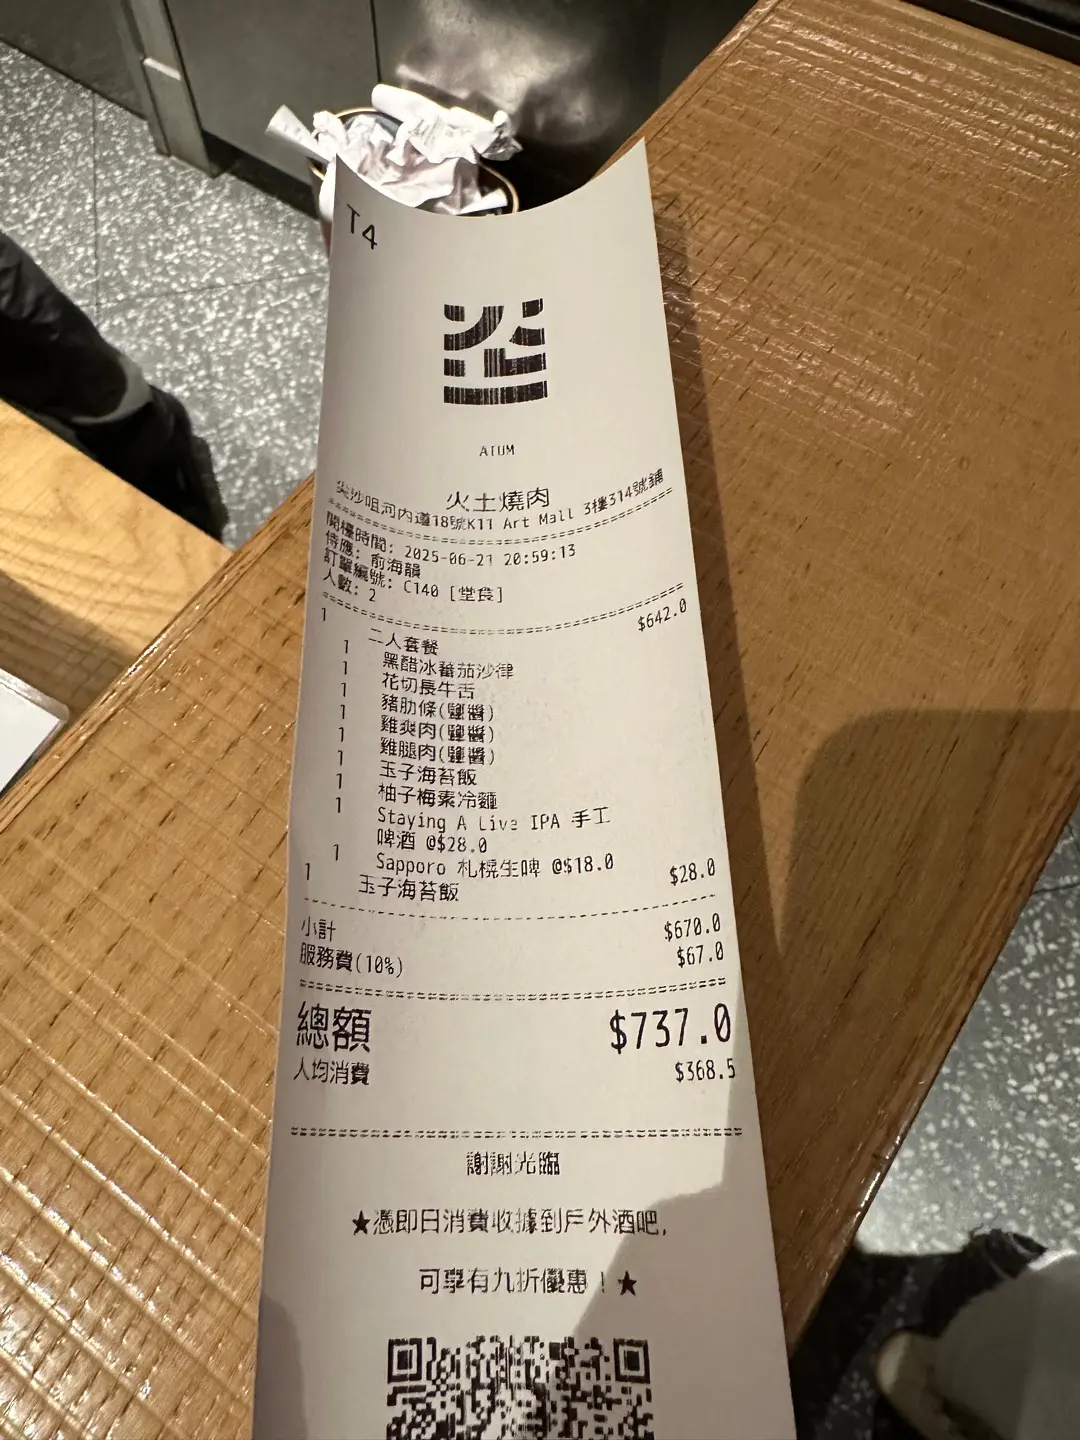 T4
ATUM
火土燒肉
尖沙咀河內道18號K11 Art Mall 3樓314號鋪
開檯時間: 2025-06-21 20:59:13
侍應: 俞海韻
訂單編號: C140 [堂食]
人數: 2
1 二人套餐 $642.0
1 黑醋冰番茄沙律
1 花切長牛舌
1 豬肋條(鹽醬)
1 雞爽肉(鹽醬)
1 雞腿肉(鹽醬)
1 玉子海苔飯
1 柚子梅素冷麵
1 Staying A Live IPA 手工
啤酒 @$28.0
1 Sapporo 札幌生啤 @$18.0
1 玉子海苔飯 $28.0
小計 $670.0
服務費(10%) $67.0
總額 $737.0
人均消費 $368.5
謝謝光臨
★憑即日消費收據到戶外酒吧,
可享有九折優惠！★